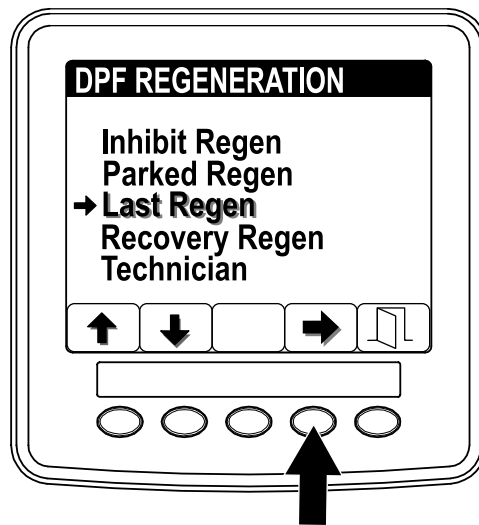 DPF REGENERATION
Inhibit Regen
Parked Regen
Last Regen
Recovery Regen
Technician